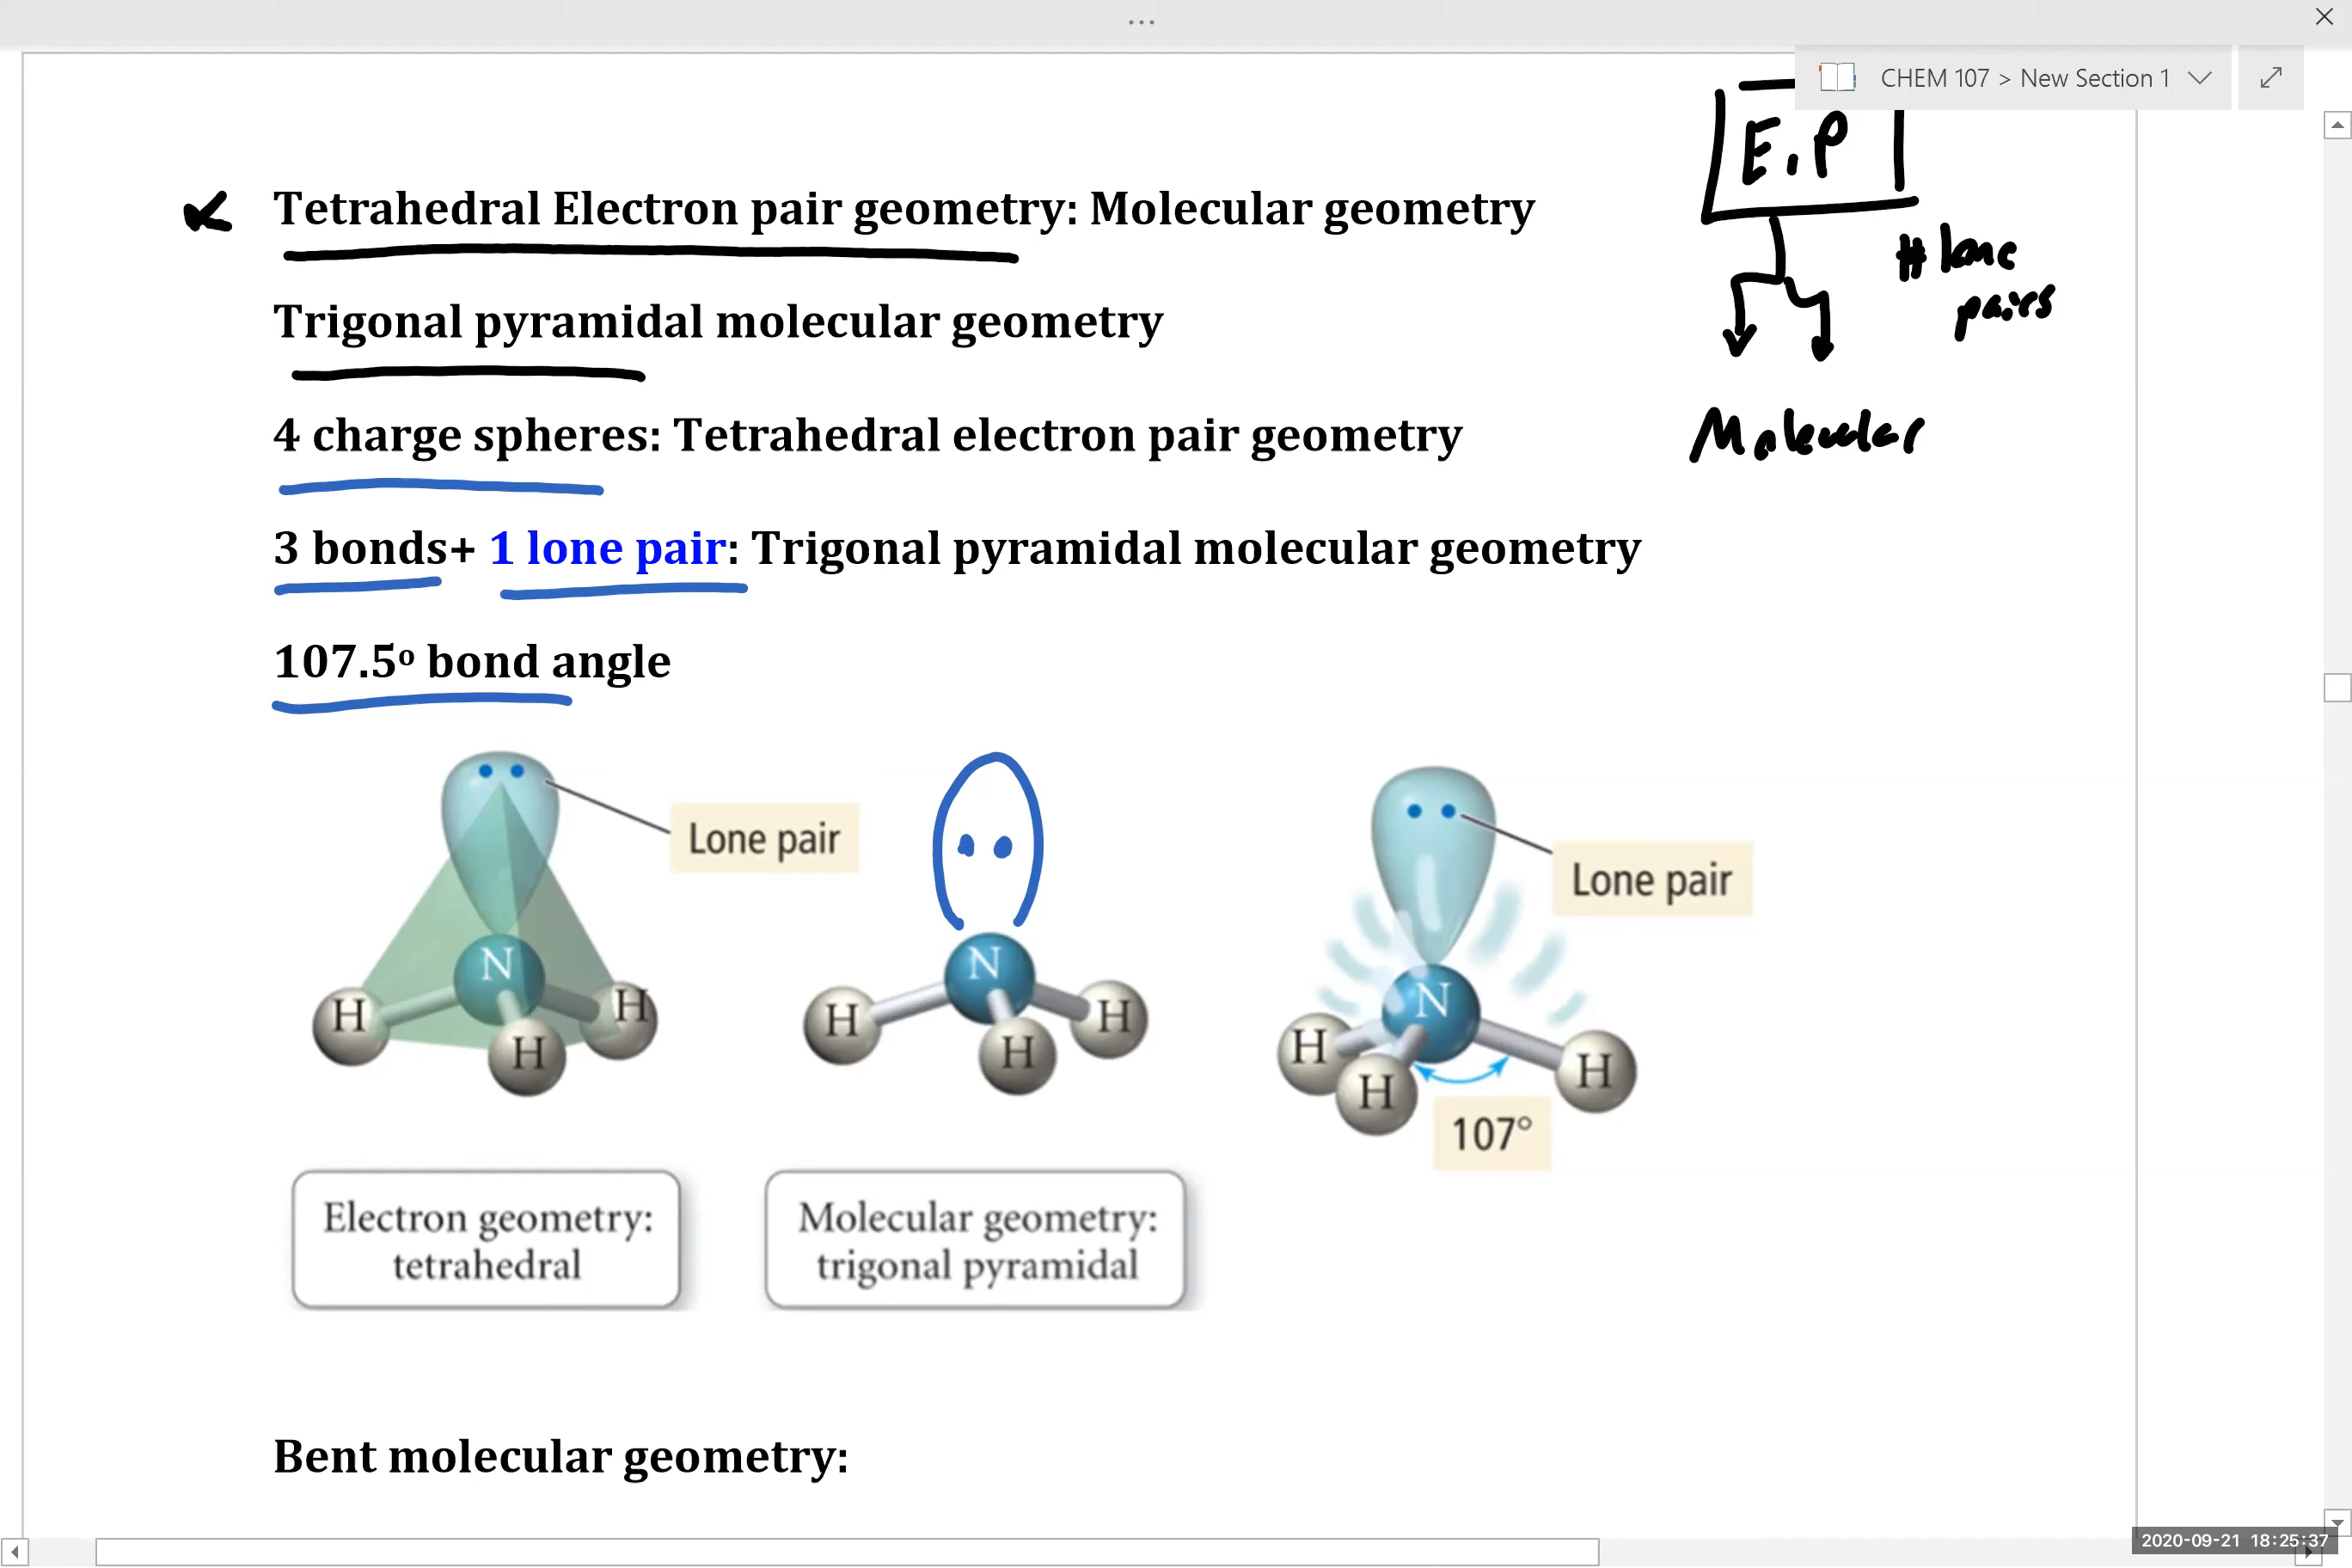 ...
CHEM 107 > New Section 1
E.P
Tetrahedral Electron pair geometry: Molecular geometry
# lone
pairs
Trigonal pyramidal molecular geometry
Molecular
4 charge spheres: Tetrahedral electron pair geometry
3 bonds+ 1 lone pair: Trigonal pyramidal molecular geometry
107.5º bond angle
Lone pair
Lone pair
N
H
H
H
N
H
H
H
N
H
H
H
107°
Electron geometry:
tetrahedral
Molecular geometry:
trigonal pyramidal
Bent molecular geometry:
2020-09-21 18:25:37